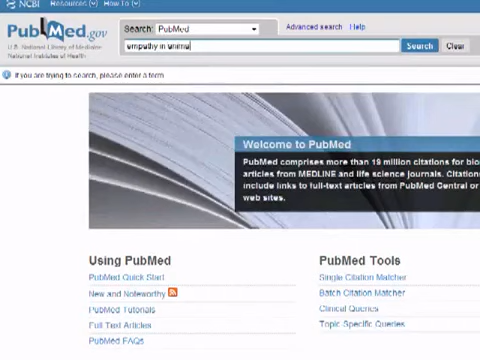 NCBI Resources How To
PubMed.gov
U.S. National Library of Medicine
National Institutes of Health
Search: PubMed
Advanced search Help
empathy in anima
Search Clear
If you are trying to search, please enter a term
Welcome to PubMed
PubMed comprises more than 19 million citations for bio
articles from MEDLINE and life science journals. Citation
include links to full-text articles from PubMed Central or
web sites.
Using PubMed
PubMed Quick Start
New and Noteworthy
PubMed Tutorials
Full Text Articles
PubMed FAQs
PubMed Tools
Single Citation Matcher
Batch Citation Matcher
Clinical Queries
Topic-Specific Queries